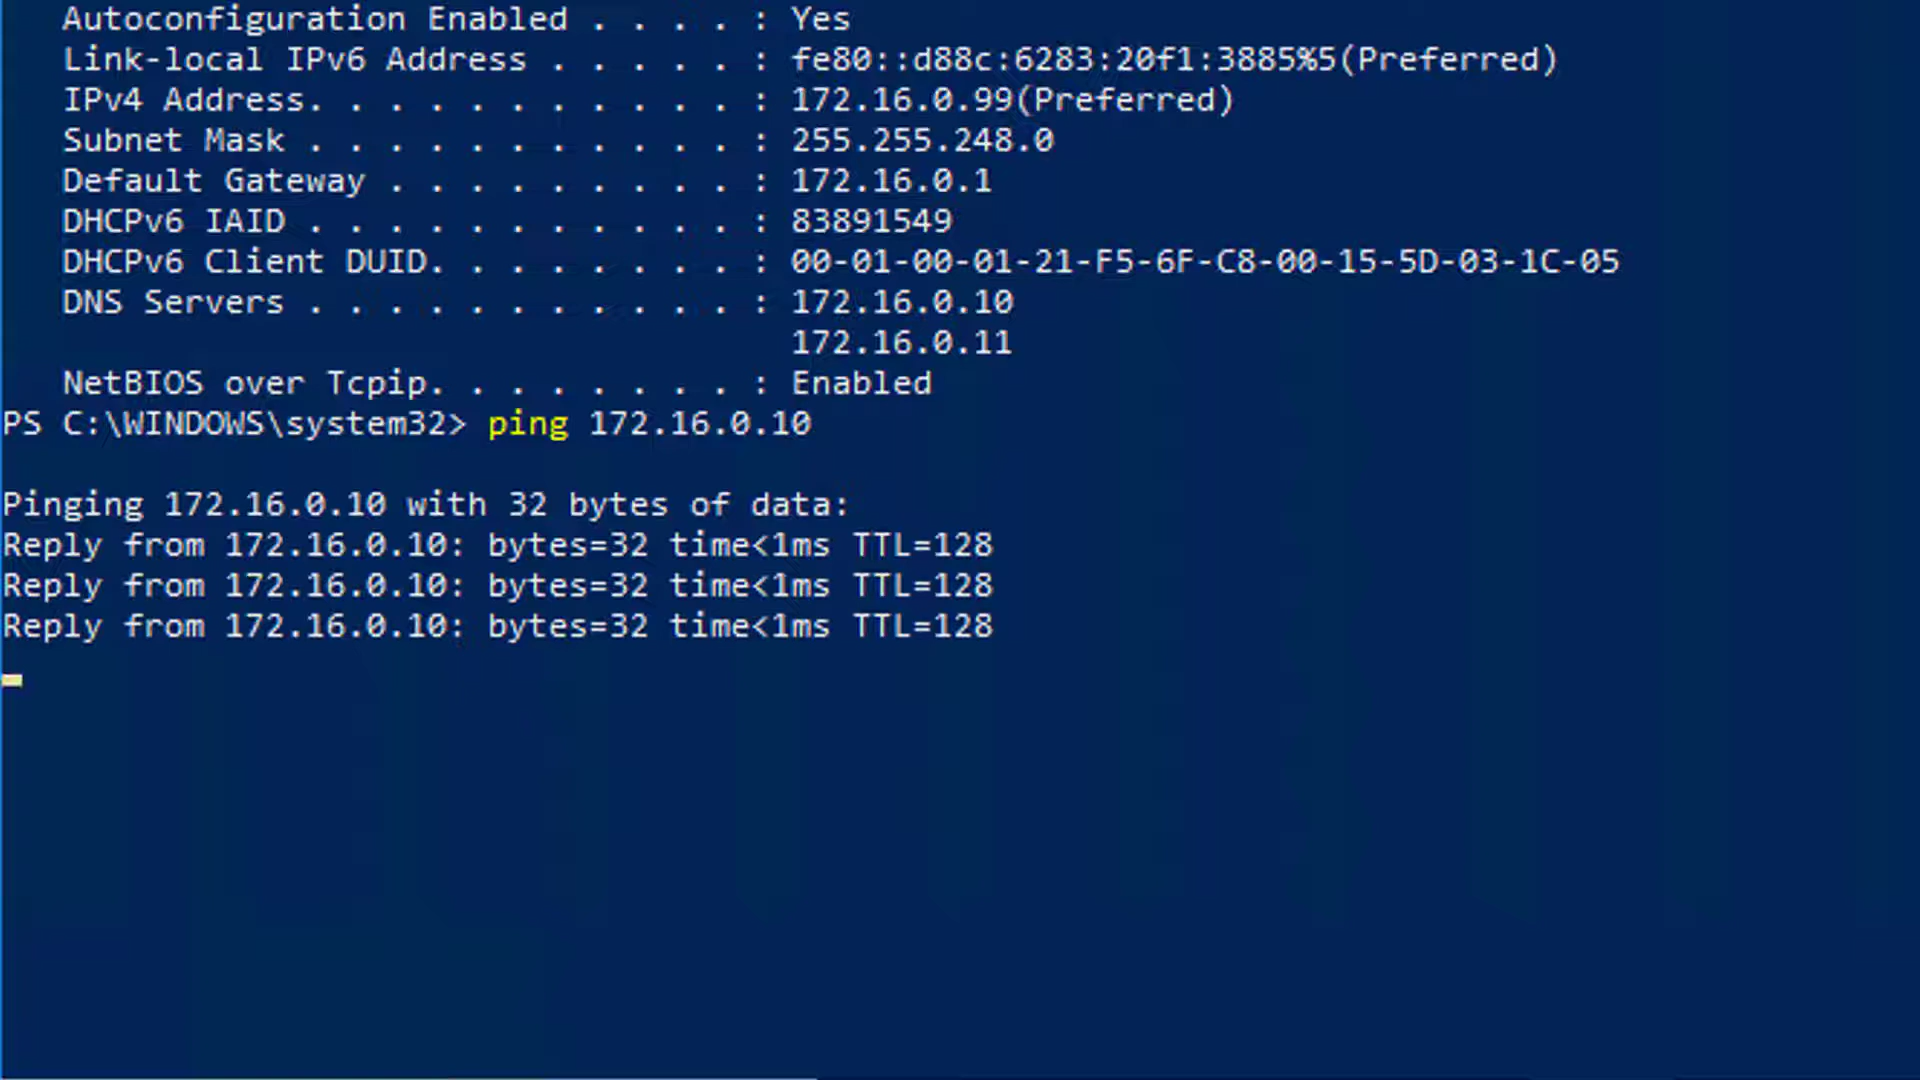 Autoconfiguration Enabled . . . . : Yes
Link-local IPv6 Address . . . . . : fe80::d88c:6283:20f1:3885%5(Preferred)
IPv4 Address. . . . . . . . . . . : 172.16.0.99(Preferred)
Subnet Mask . . . . . . . . . . . : 255.255.248.0
Default Gateway . . . . . . . . . : 172.16.0.1
DHCPv6 IAID . . . . . . . . . . . : 83891549
DHCPv6 Client DUID. . . . . . . . : 00-01-00-01-21-F5-6F-C8-00-15-5D-03-1C-05
DNS Servers . . . . . . . . . . . : 172.16.0.10
172.16.0.11
NetBIOS over Tcpip. . . . . . . . : Enabled
PS C:\WINDOWS\system32> ping 172.16.0.10
Pinging 172.16.0.10 with 32 bytes of data:
Reply from 172.16.0.10: bytes=32 time<1ms TTL=128
Reply from 172.16.0.10: bytes=32 time<1ms TTL=128
Reply from 172.16.0.10: bytes=32 time<1ms TTL=128